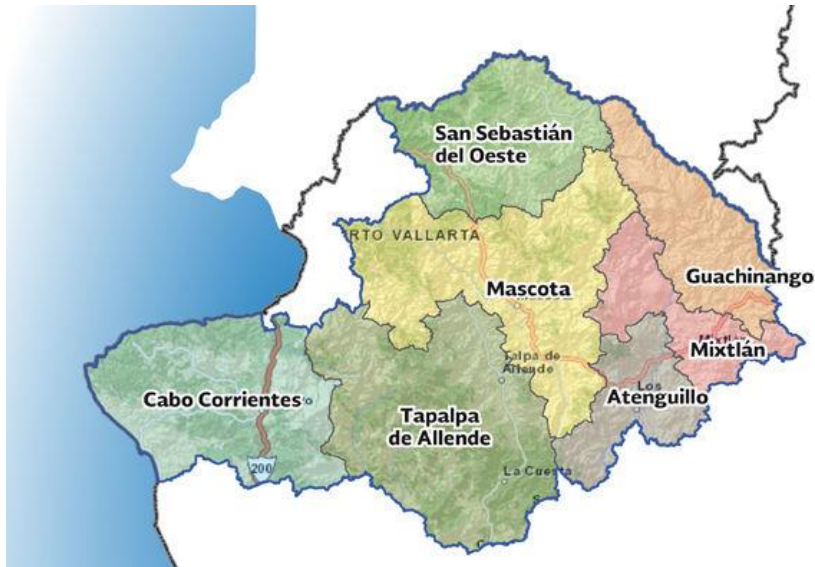 San Sebastián
del Oeste
RTO VALLARTA
Guachinango
Mascota
Mixtlán
Talpa de
Allende
Los
Atenguillo
Cabo Corrientes
Tapalpa
de Allende
200
La Cuesta